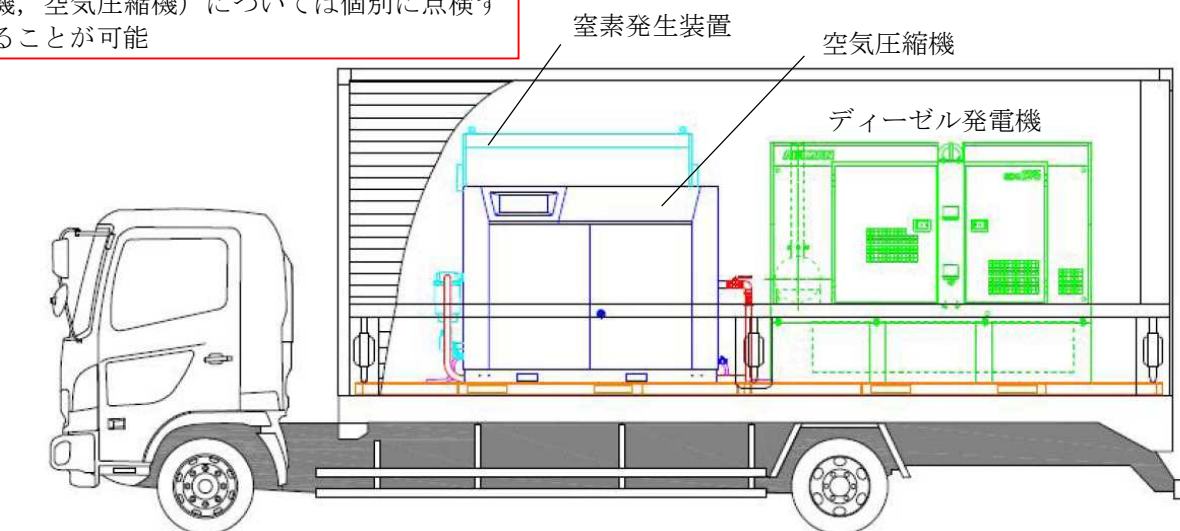 機，空気圧縮機）については個別に点検す
ることが可能
窒素発生装置
空気圧縮機
ディーゼル発電機
AIRMAN